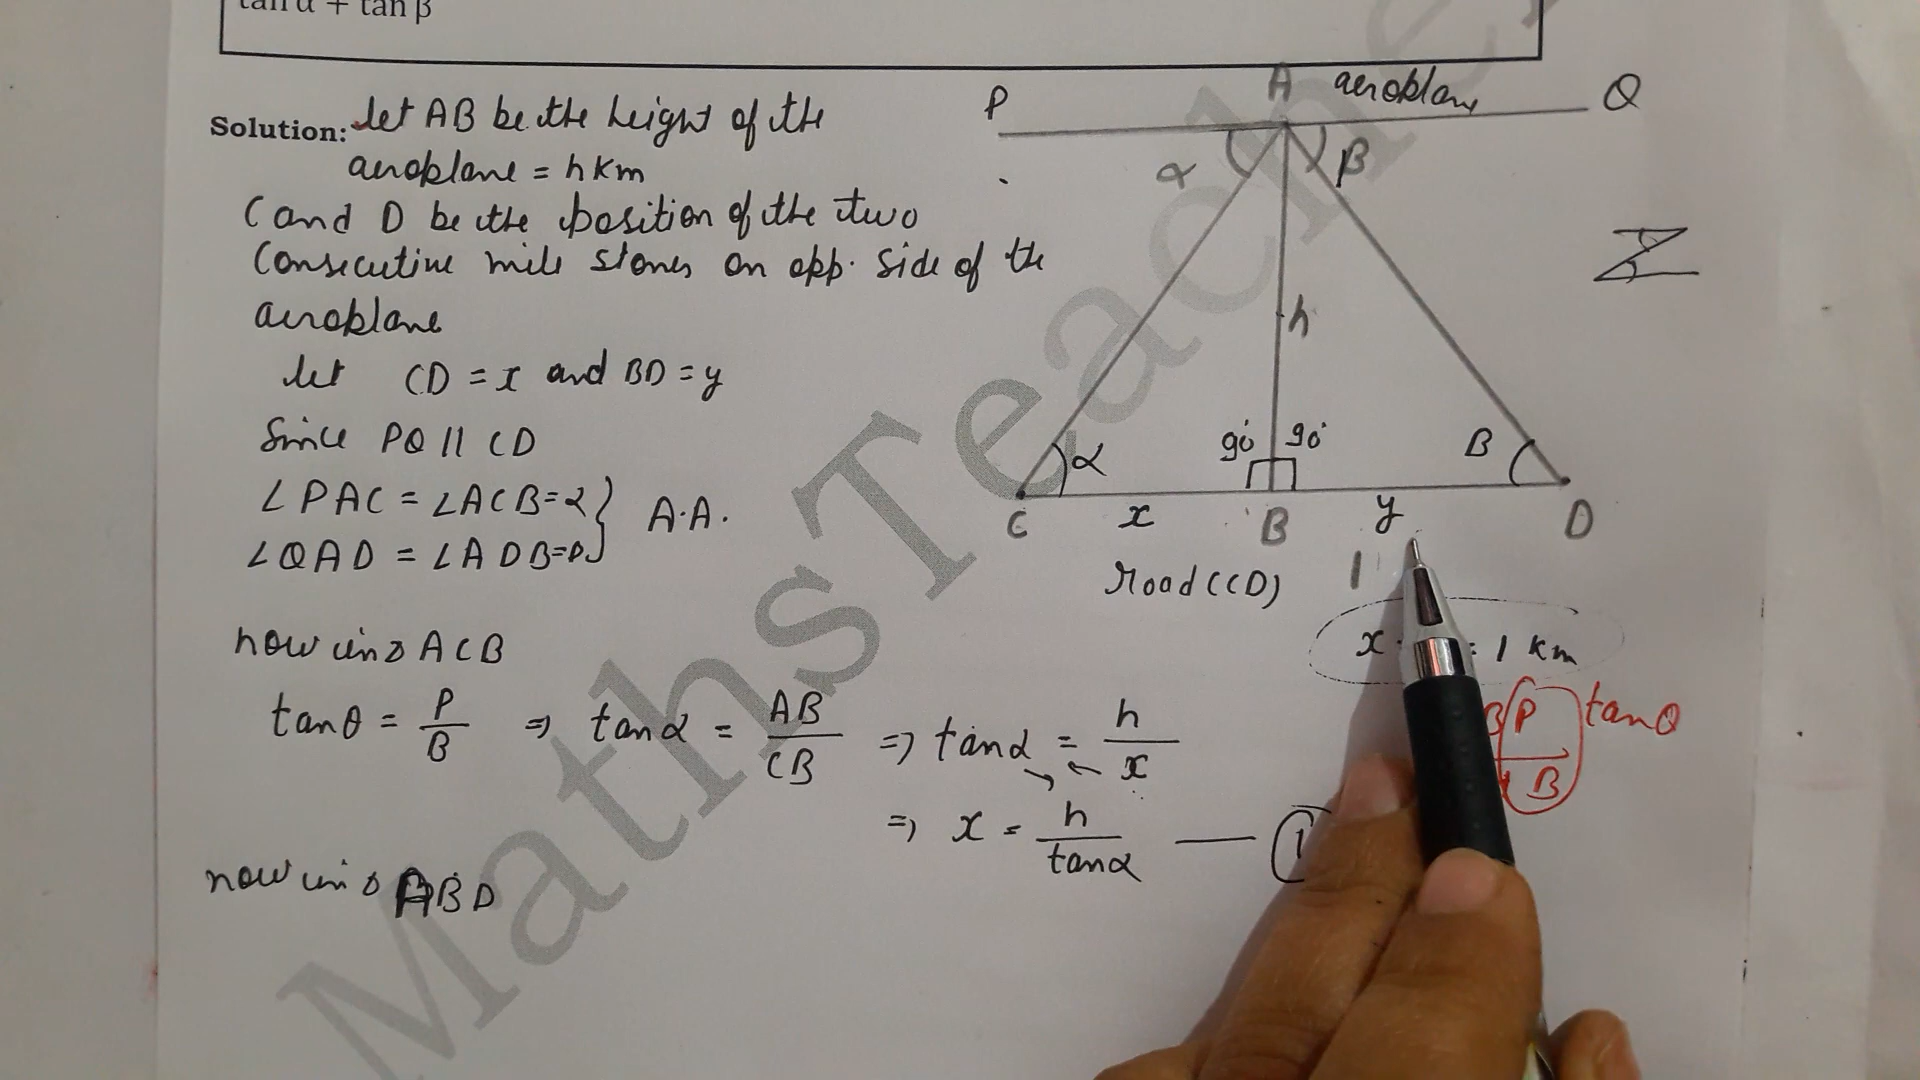 tan α + tan β
Solution: let AB be the height of the
aeroplane = h km
C and D be the position of the two
Consecutive mile stones on opp. side of the
aeroplane
let CD = x and BD = y
Since PQ || CD
∠PAC = ∠ACB = α } A.A.
∠QAD = ∠ADB =
now in Δ ACB
tanθ = P/B ⇒ tanα = AB/CB ⇒ tanα = h/x
⇒ x = h/tanα — ①
now in Δ ABD
P A aeroplane Q
α β
h
Z
α 90° 90° B
C x B y D
Road (CD)
x = 1 km
P/B tanθ
MathsTeacher